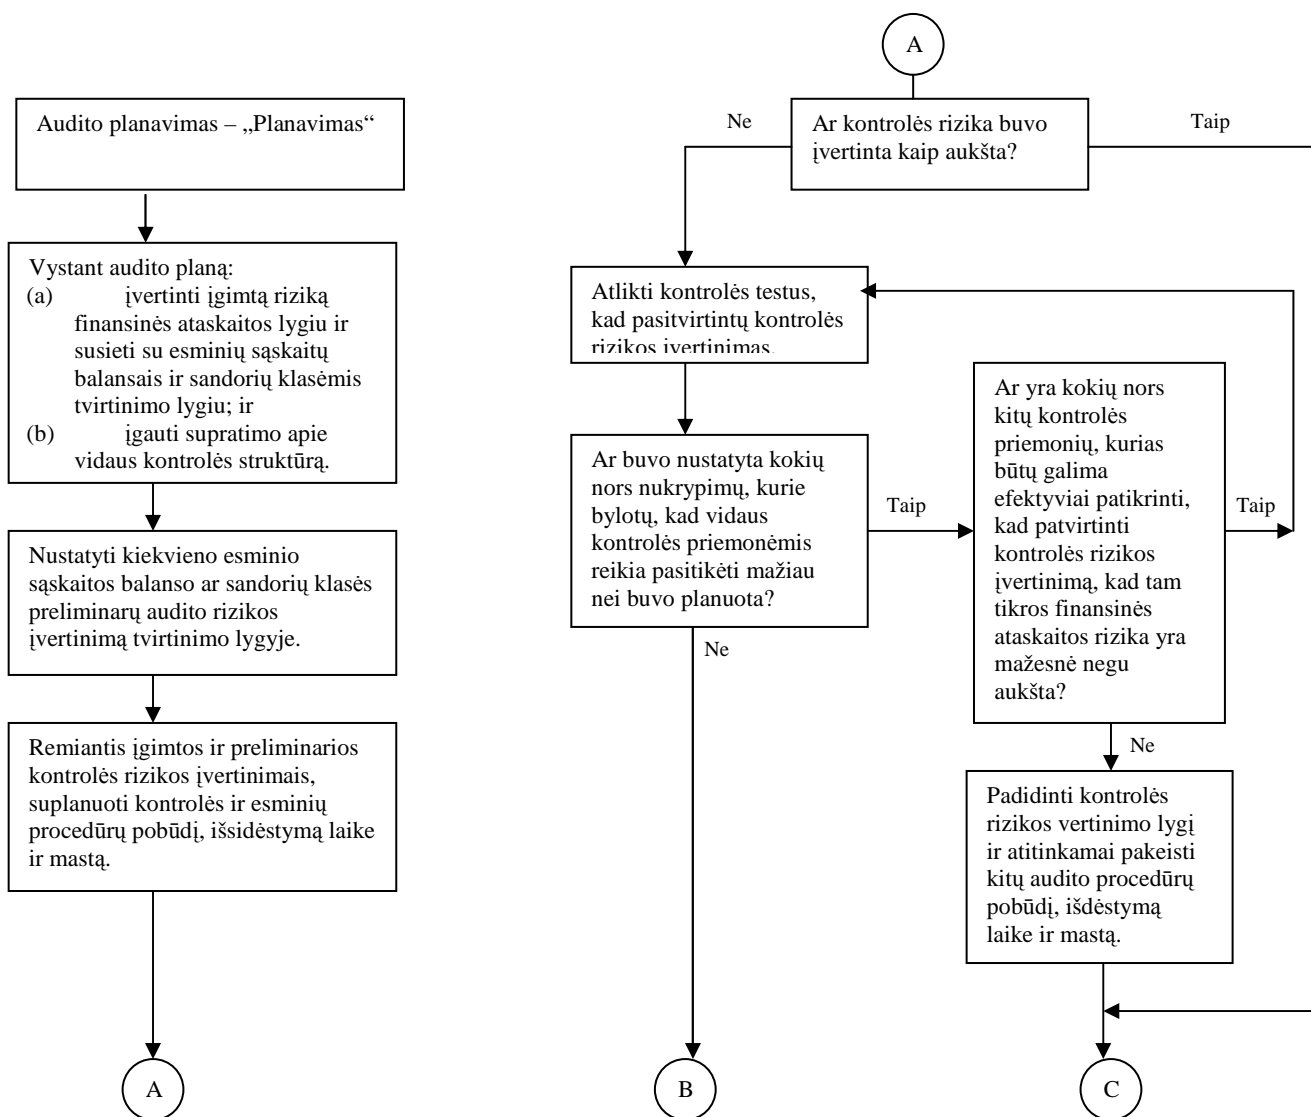 Audito planavimas – „Planavimas“
Vystant audito planą:
(a) įvertinti įgimtą riziką
finansinės ataskaitos lygiu ir
susieti su esminių sąskaitų
balansais ir sandorių klasėmis
tvirtinimo lygiu; ir
(b) įgauti supratimo apie
vidaus kontrolės struktūrą.
Nustatyti kiekvieno esminio
sąskaitos balanso ar sandorių klasės
preliminarų audito rizikos
įvertinimą tvirtinimo lygyje.
Remiantis įgimtos ir preliminarios
kontrolės rizikos įvertinimais,
suplanuoti kontrolės ir esminių
procedūrų pobūdį, išsidėstymą laike
ir mastą.
A
A
Ar kontrolės rizika buvo
įvertinta kaip aukšta?
Ne
Taip
Atlikti kontrolės testus,
kad pasitvirtintų kontrolės
rizikos įvertinimas.
Ar buvo nustatyta kokių
nors nukrypimų, kurie
bylotų, kad vidaus
kontrolės priemonėmis
reikia pasitikėti mažiau
nei buvo planuota?
Taip
Ne
Ar yra kokių nors
kitų kontrolės
priemonių, kurias
būtų galima
efektyviai patikrinti,
kad patvirtinti
kontrolės rizikos
įvertinimą, kad tam
tikros finansinės
ataskaitos rizika yra
mažesnė negu
aukšta?
Taip
Ne
Padidinti kontrolės
rizikos vertinimo lygį
ir atitinkamai pakeisti
kitų audito procedūrų
pobūdį, išdėstymą
laike ir mastą.
B
C